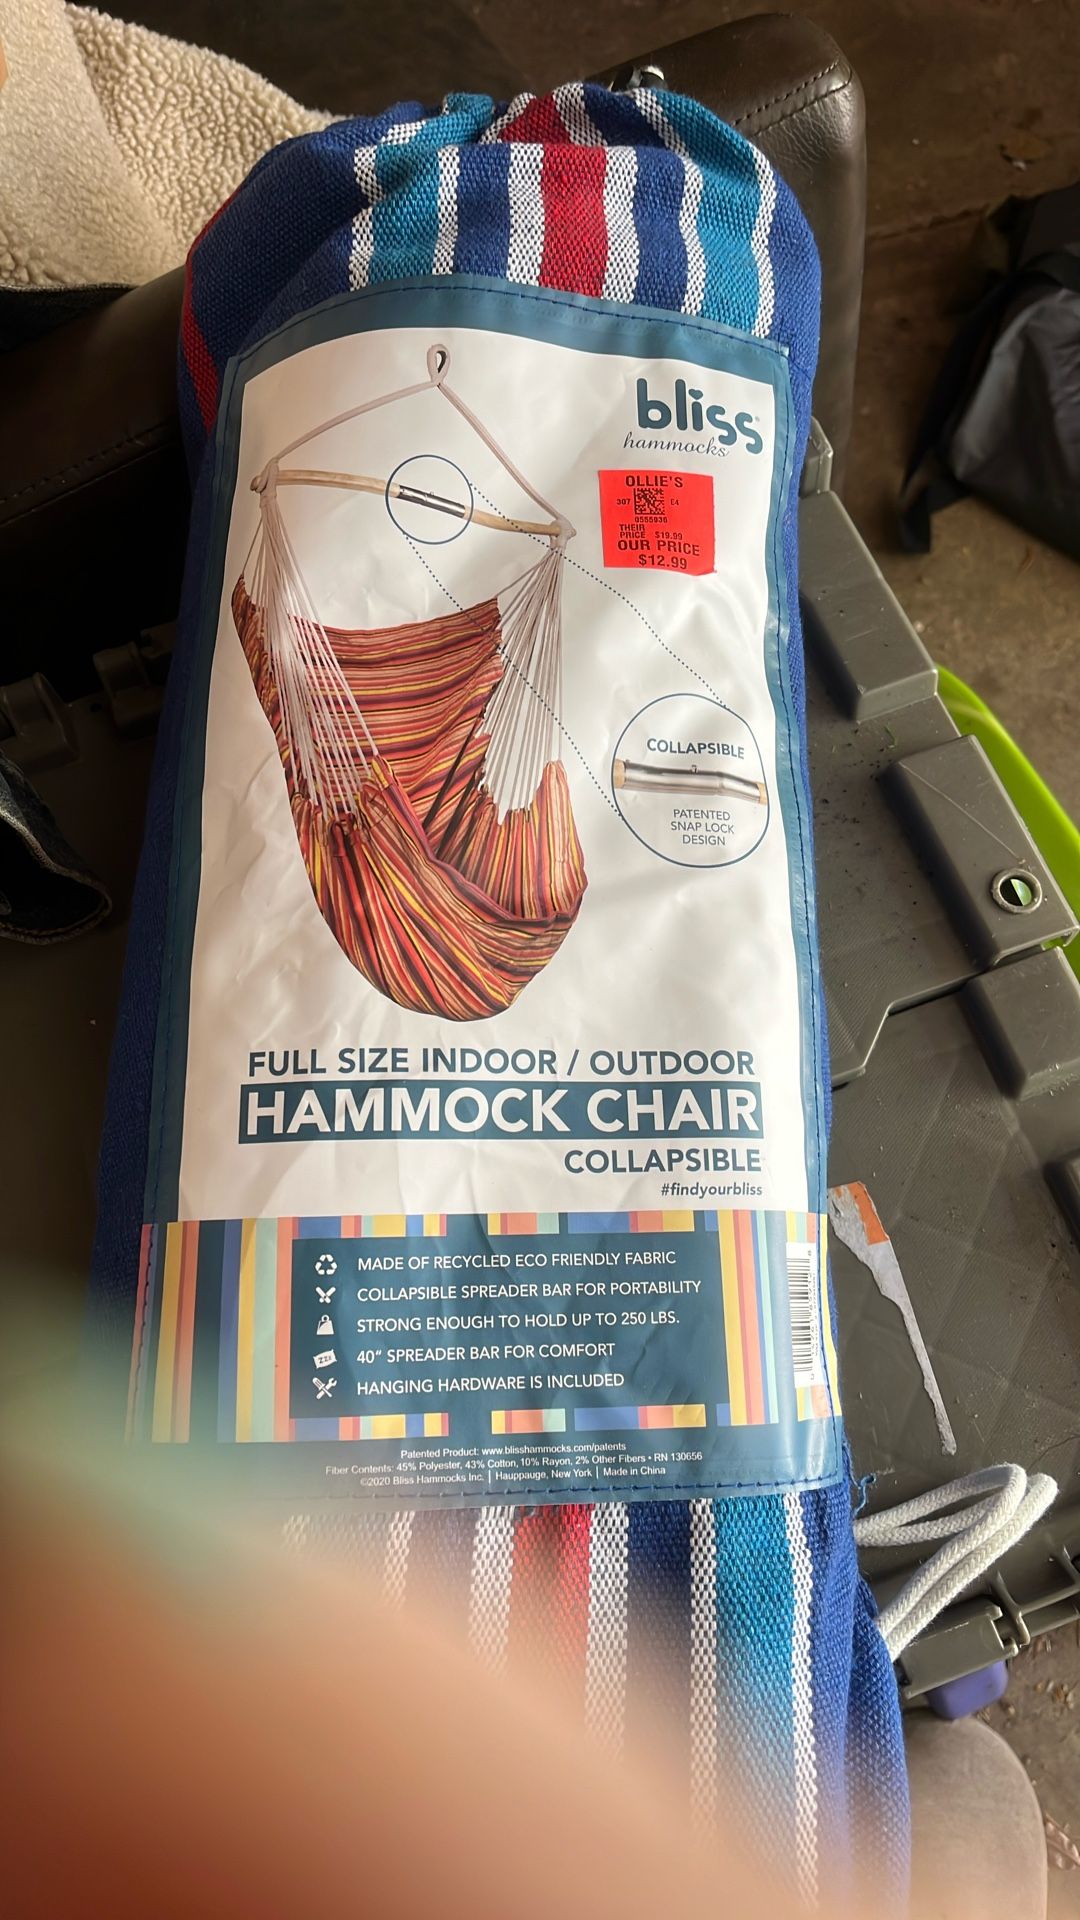 bliss
hammocks
OLLIE'S
307 E4
0555936
THEIR
PRICE $19.99
OUR PRICE
$12.99
COLLAPSIBLE
PATENTED
SNAP LOCK
DESIGN
FULL SIZE INDOOR / OUTDOOR
HAMMOCK CHAIR
COLLAPSIBLE
#findyourbliss
MADE OF RECYCLED ECO FRIENDLY FABRIC
COLLAPSIBLE SPREADER BAR FOR PORTABILITY
STRONG ENOUGH TO HOLD UP TO 250 LBS.
ZZZ 40" SPREADER BAR FOR COMFORT
HANGING HARDWARE IS INCLUDED
Patented Product: www.blisshammocks.com/patents
Fiber Contents: 45% Polyester, 43% Cotton, 10% Rayon, 2% Other Fibers • RN 130656
©2020 Bliss Hammocks Inc. | Hauppauge, New York | Made in China